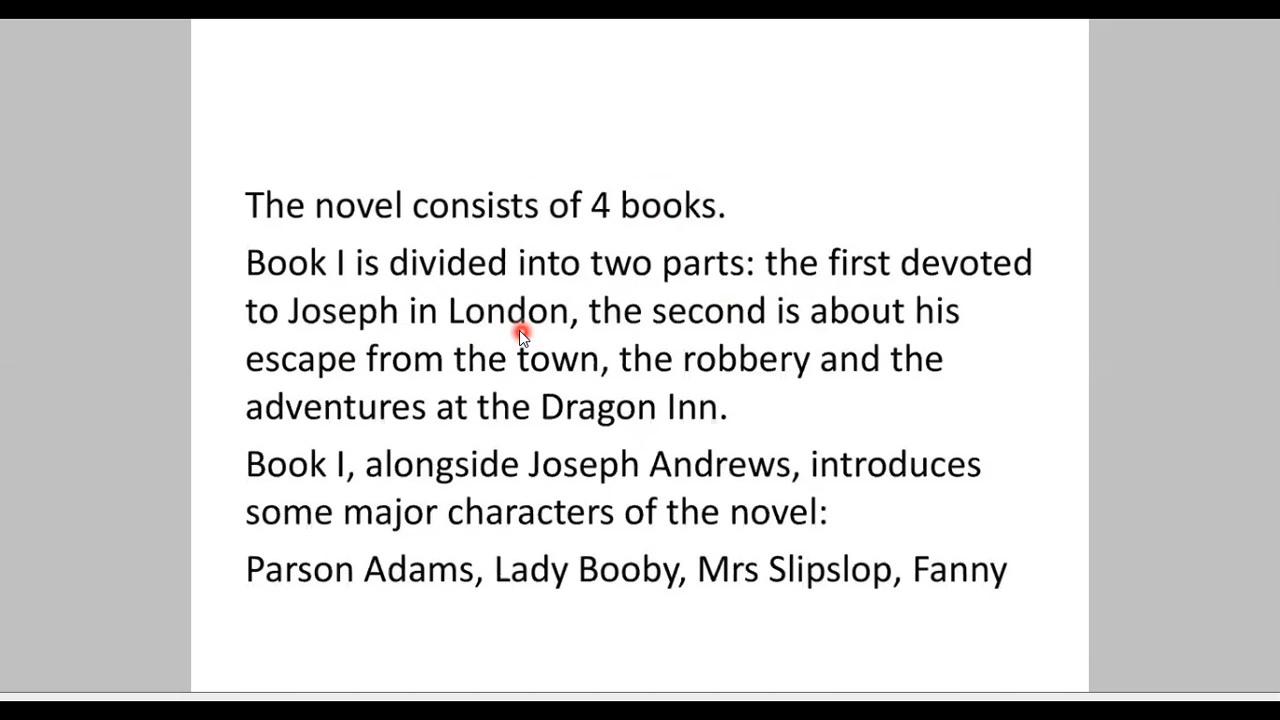 The novel consists of 4 books.
Book I is divided into two parts: the first devoted
to Joseph in London, the second is about his
escape from the town, the robbery and the
adventures at the Dragon Inn.
Book I, alongside Joseph Andrews, introduces
some major characters of the novel:
Parson Adams, Lady Booby, Mrs Slipslop, Fanny